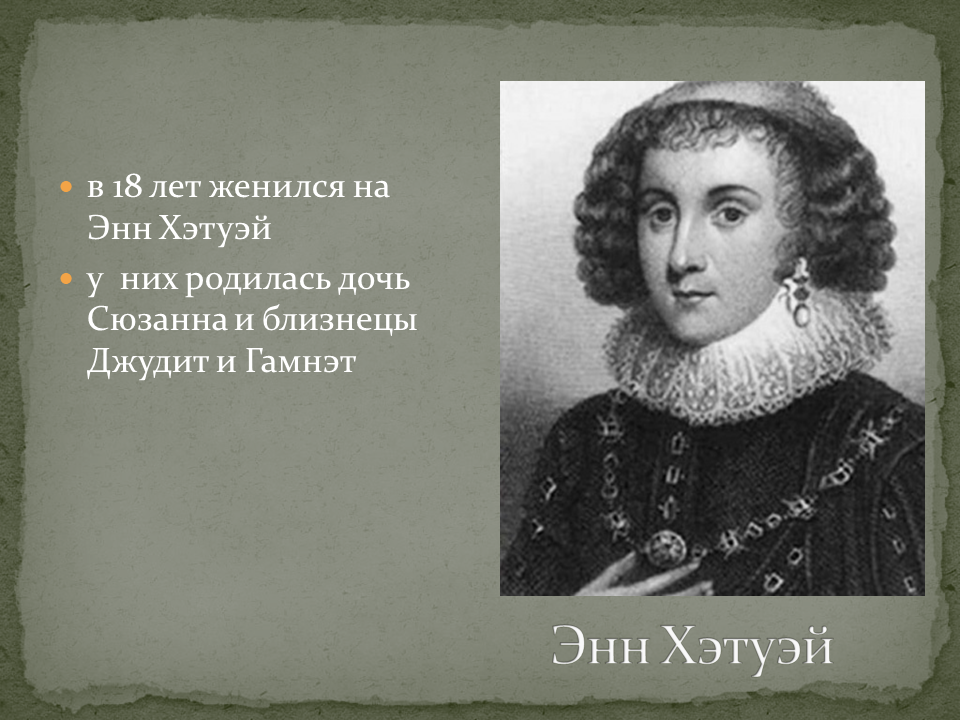 в 18 лет женился на
Энн Хэтуэй
у них родилась дочь
Сюзанна и близнецы
Джудит и Гамнэт
Энн Хэтуэй